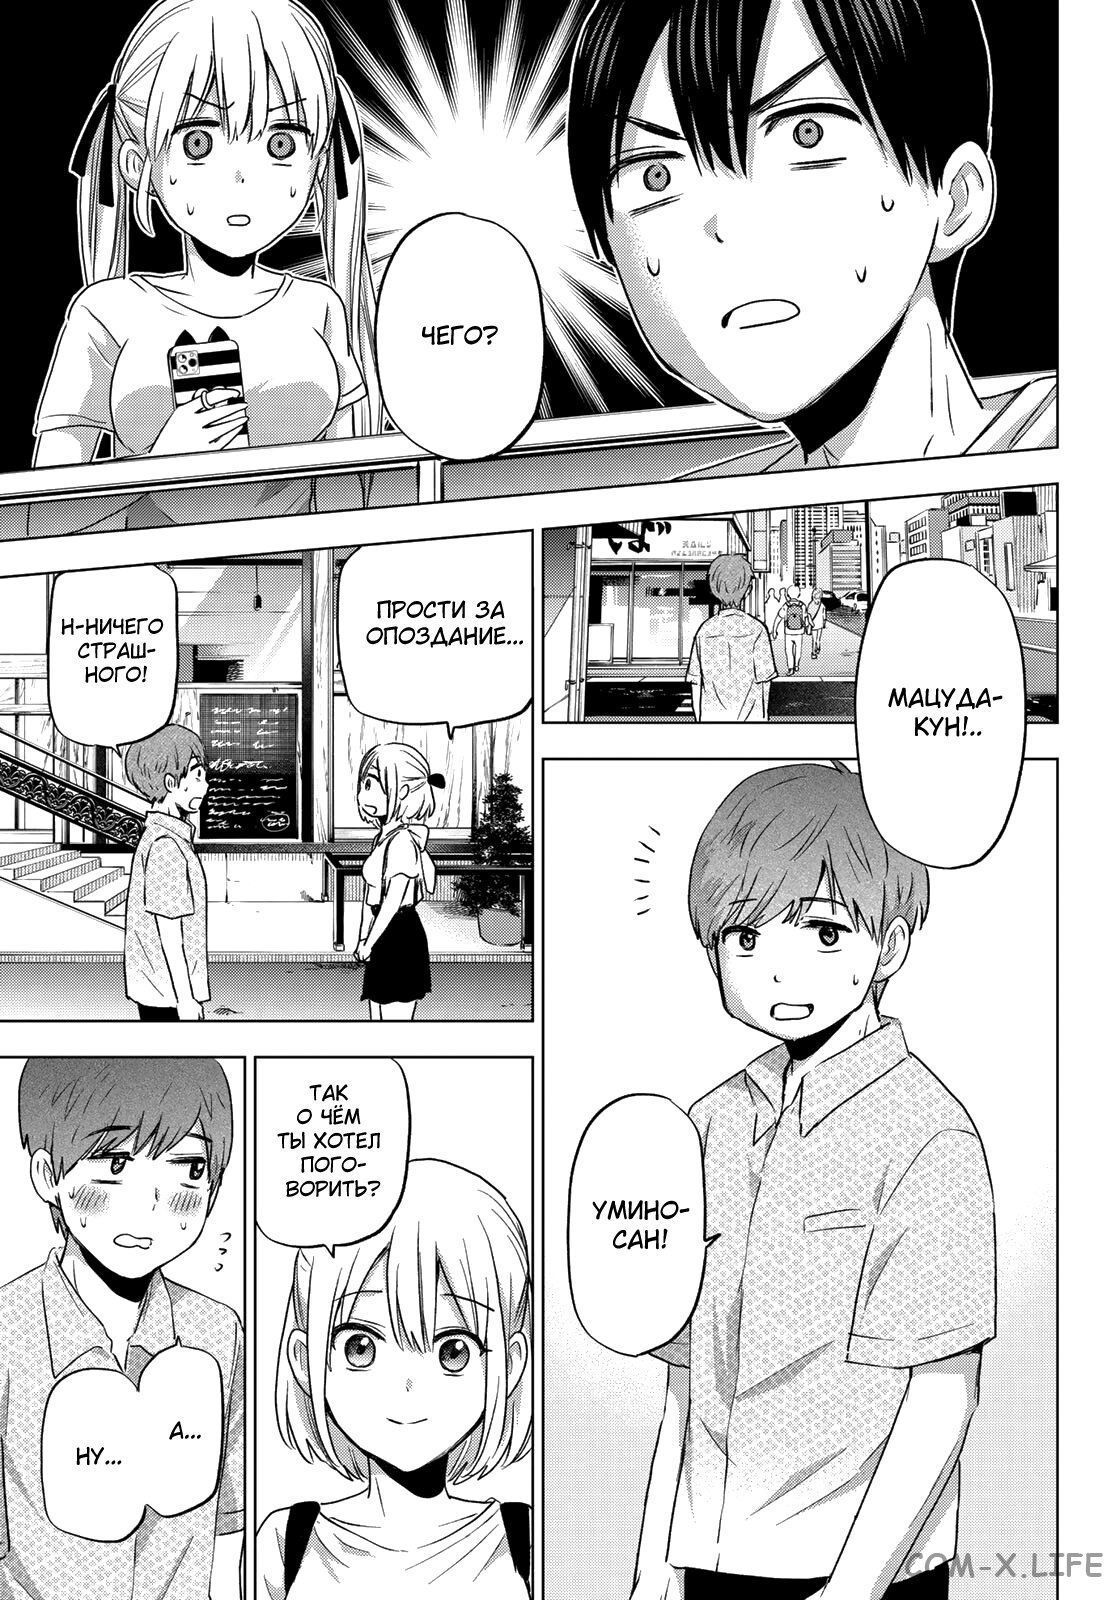 ЧЕГО?
МАЦУДА-
КУН!..
УМИНО-
САН!
ПРОСТИ ЗА
ОПОЗДАНИЕ...
Н-НИЧЕГО
СТРАШ-
НОГО!
ТАК
О ЧЁМ
ТЫ ХОТЕЛ
ПОГО-
ВОРИТЬ?
А...
НУ...
COM-X.LIFE